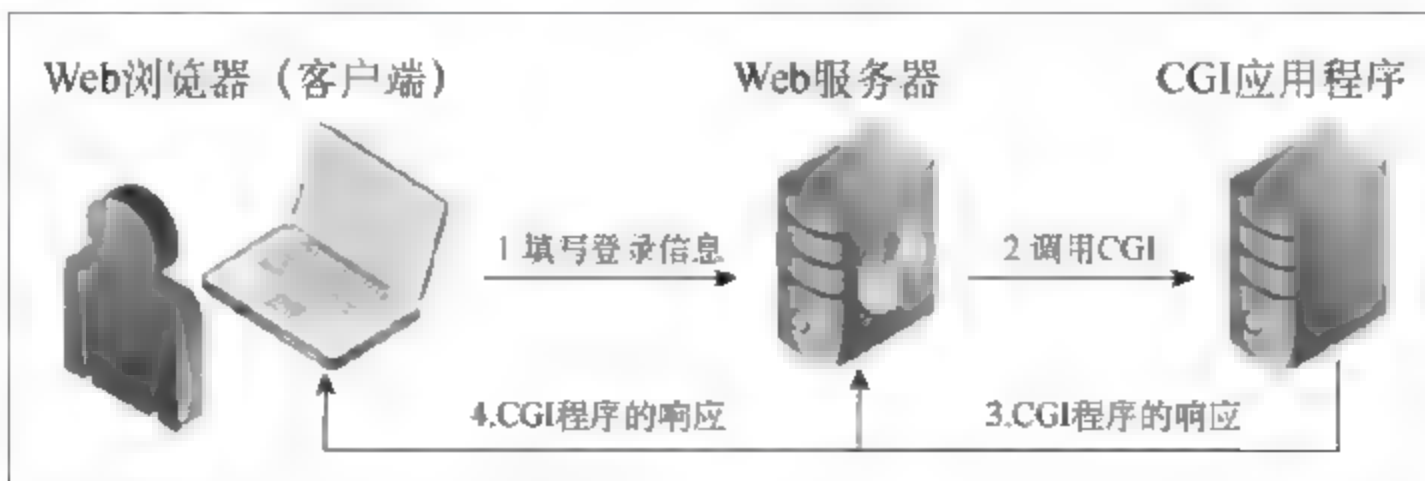 Web浏览器（客户端）
Web服务器
CGI应用程序
1 填写登录信息
2 调用CGI
4.CGI程序的响应
3.CGI程序的响应